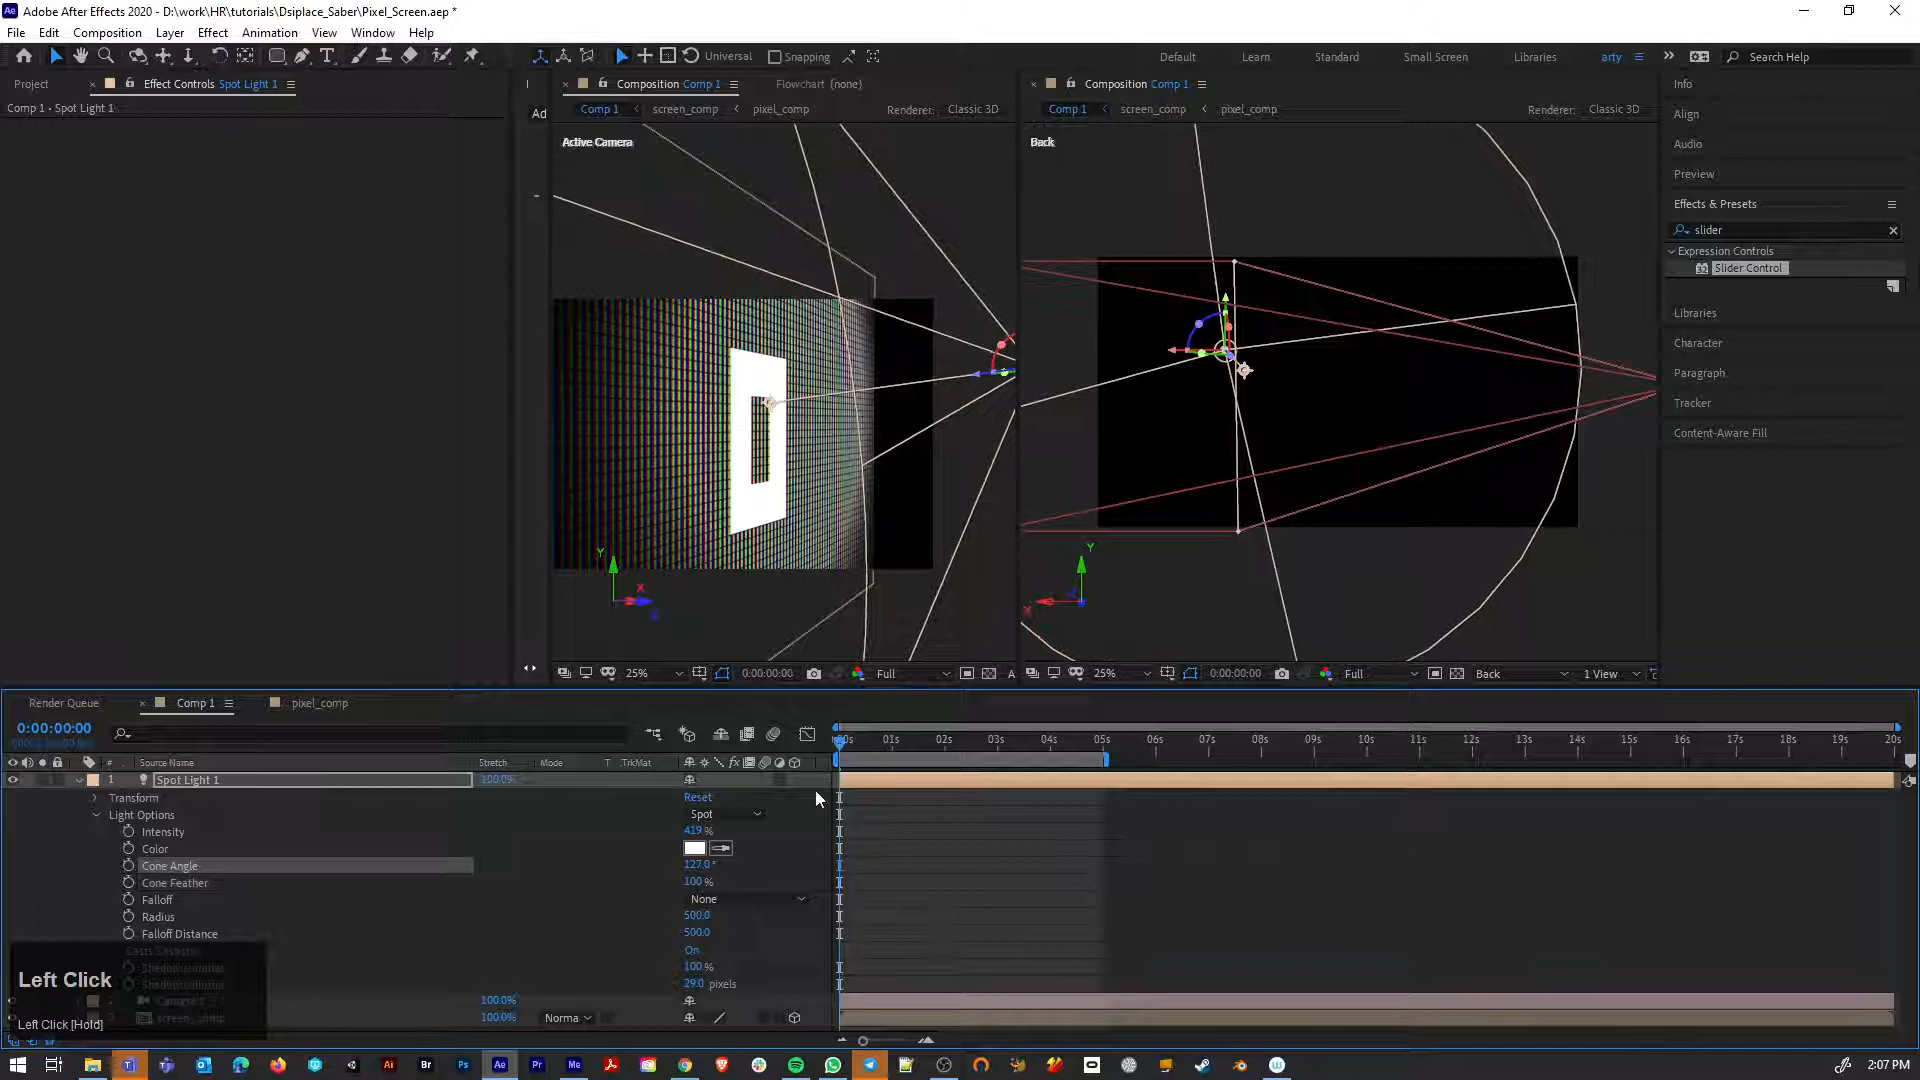 Adobe After Effects 2020 - D:\work\HR\tutorials\Dsiplace_Saber\Pixel_Screen.aep *
File Edit Composition Layer Effect Animation View Window Help
Universal Snapping Default Learn Standard Small Screen Libraries arty Search Help
Project Effect Controls Spot Light 1 Composition Comp 1 Flowchart (none) Composition Comp 1 Info
Comp 1 • Spot Light 1 Ad Comp 1 screen_comp pixel_comp Renderer: Classic 3D Comp 1 screen_comp pixel_comp Renderer: Classic 3D Align
Active Camera Back Audio
Preview
Effects & Presets
slider
Expression Controls
Slider Control
Libraries
Character
Paragraph
Tracker
Content-Aware Fill
Y X Z
Y X Z
25% 0:00:00:00 Full A 25% 0:00:00:00 Full Back 1 View
Render Queue Comp 1 pixel_comp
0:00:00:00
01s 02s 03s 04s 05s 06s 07s 08s 09s 10s 11s 12s 13s 14s 15s 16s 17s 18s 19s 20s
# Source Name Stretch Mode T .TrkMat fx
1 Spot Light 1 100.0%
Transform Reset
Light Options Spot
Intensity 419 %
Color
Cone Angle 127.0°
Cone Feather 100 %
Falloff None
Radius 500.0
Falloff Distance 500.0
On
100 %
29.0 pixels
100.0%
100.0% Norma
Left Click
Left Click [Hold]
Ai Br Ps Ae Pr Me 2:07 PM